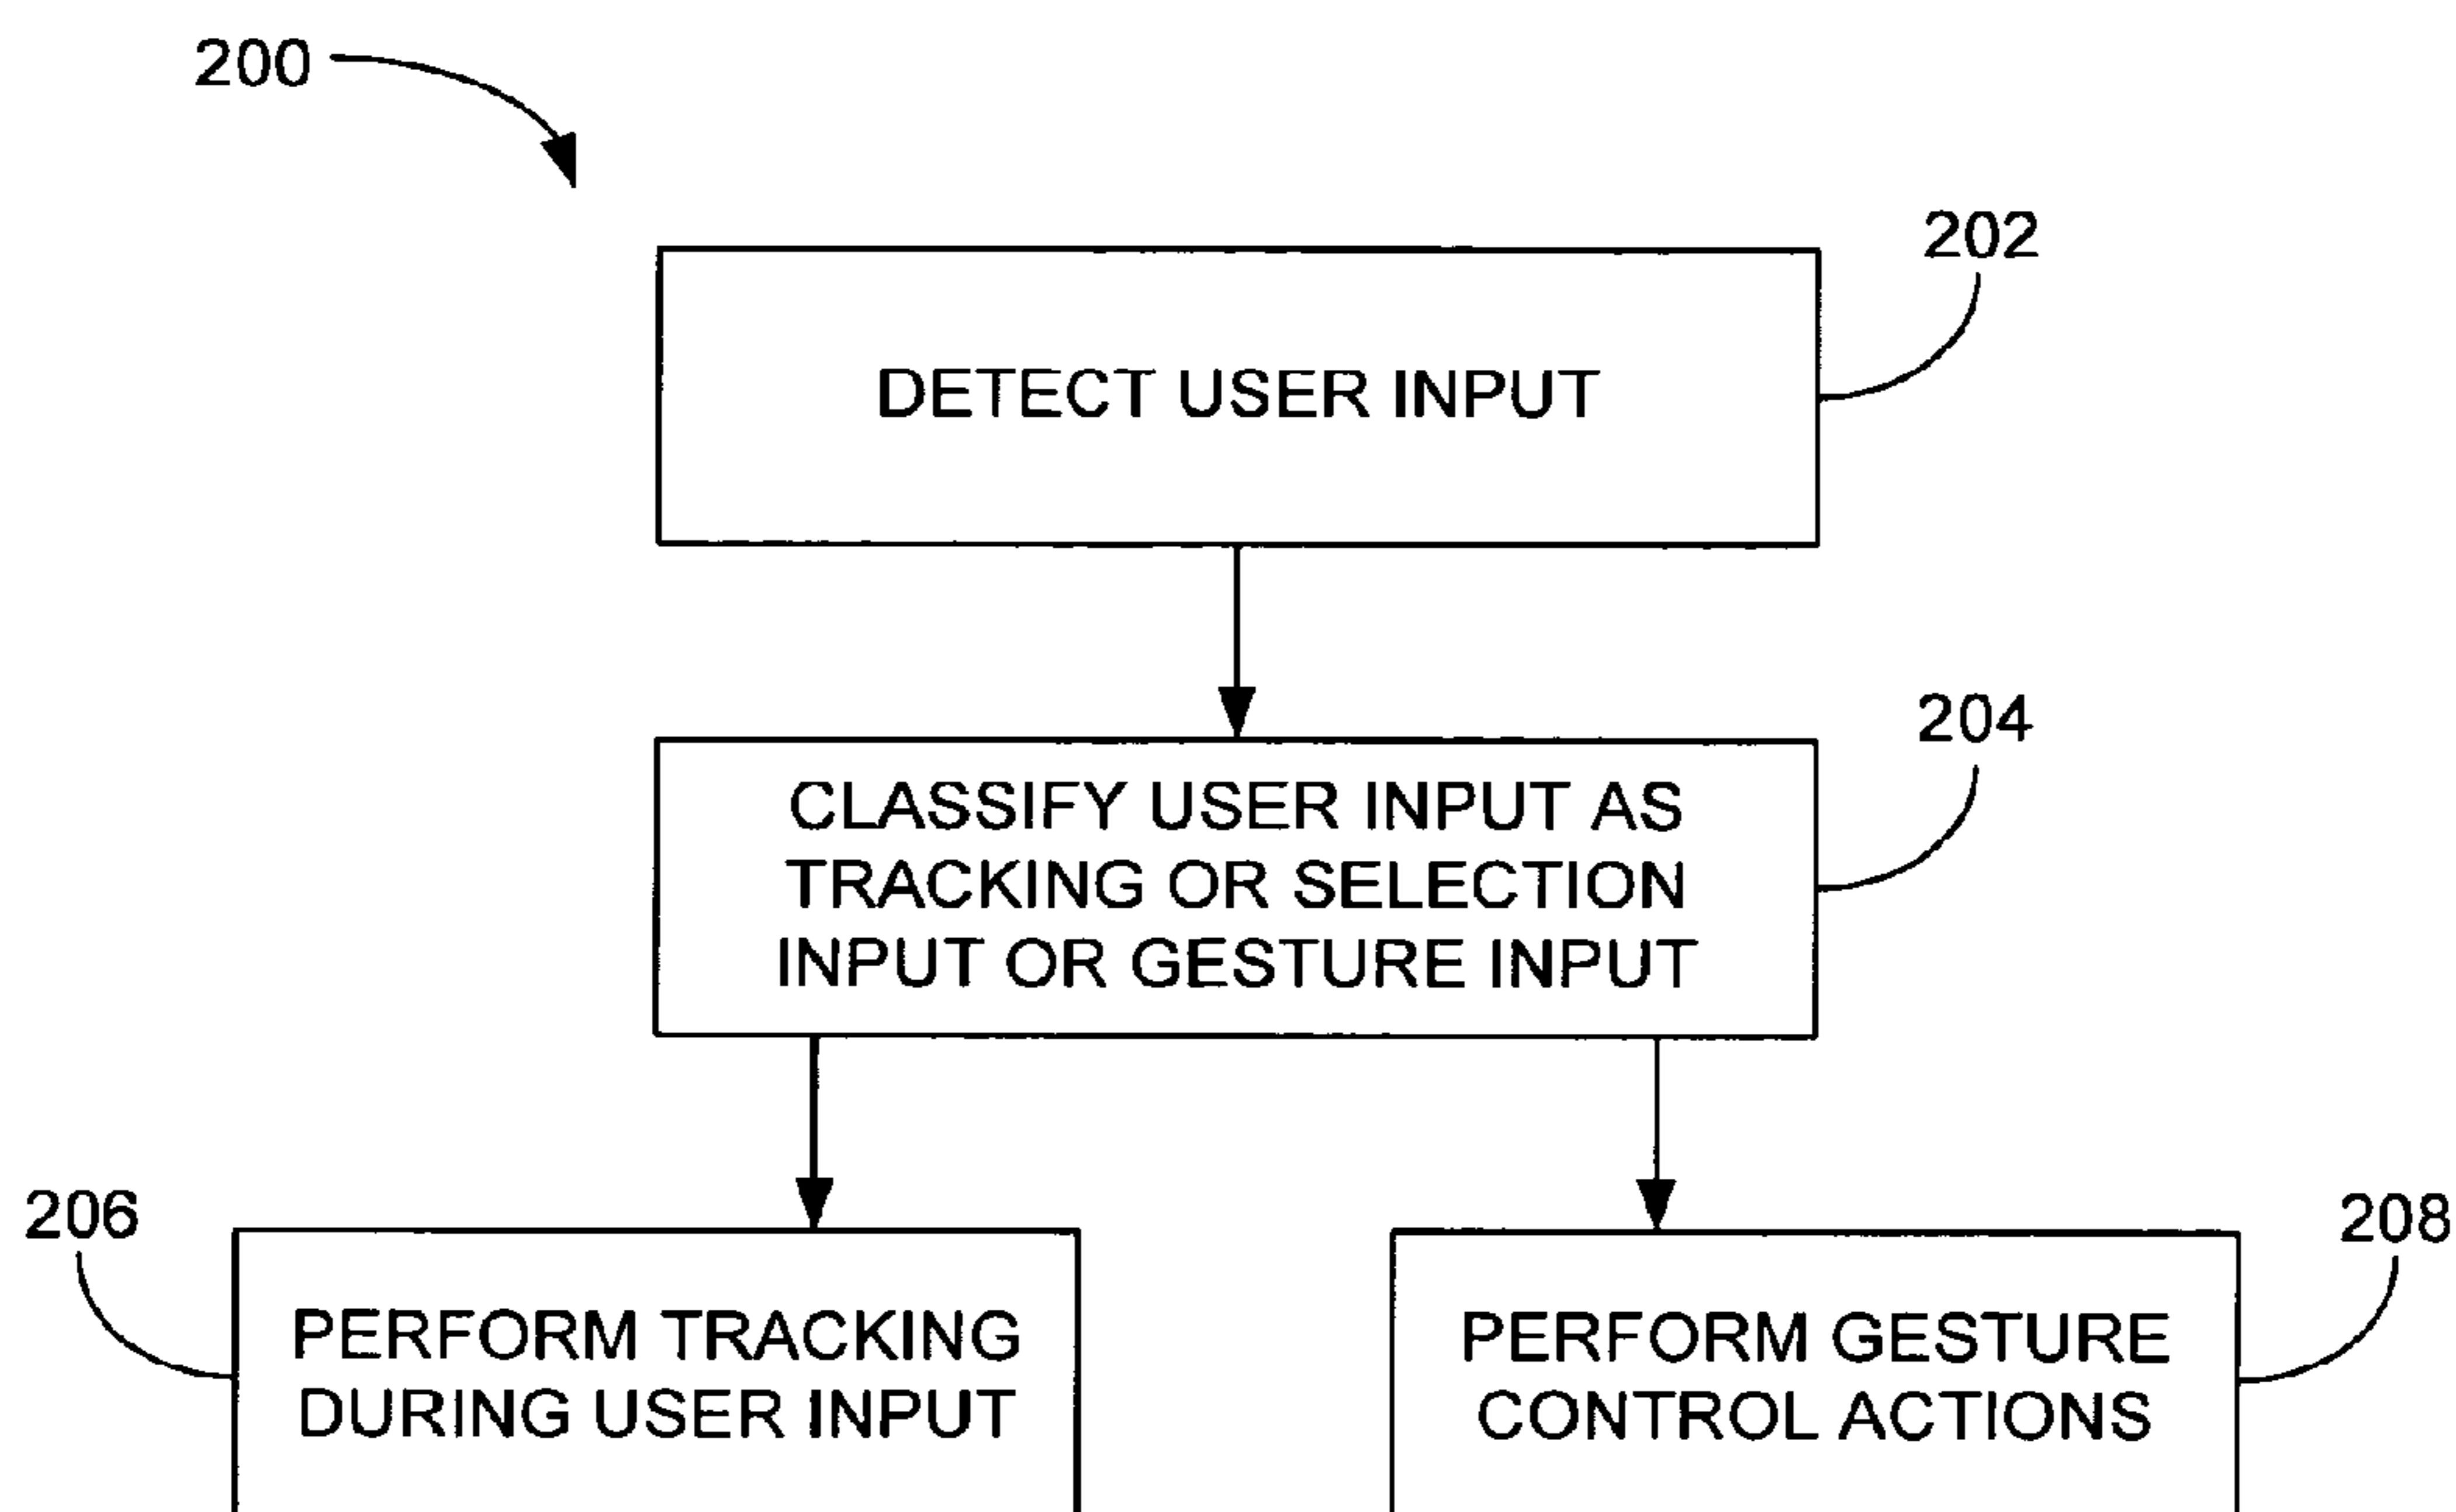 200
202
DETECT USER INPUT
204
CLASSIFY USER INPUT AS
TRACKING OR SELECTION
INPUT OR GESTURE INPUT
206
208
PERFORM TRACKING
DURING USER INPUT
PERFORM GESTURE
CONTROL ACTIONS